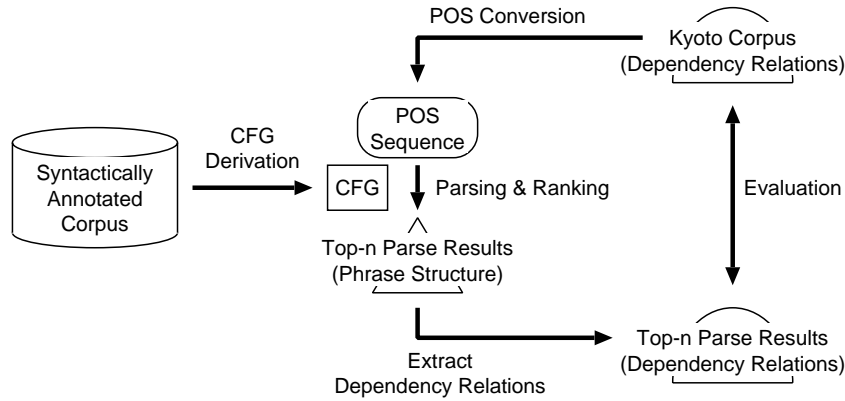 POS Conversion
Kyoto Corpus
(Dependency Relations)
POS
Sequence
CFG
Derivation
Syntactically
Annotated
Corpus
CFG
Parsing & Ranking
Evaluation
Top-n Parse Results
(Phrase Structure)
Extract
Dependency Relations
Top-n Parse Results
(Dependency Relations)